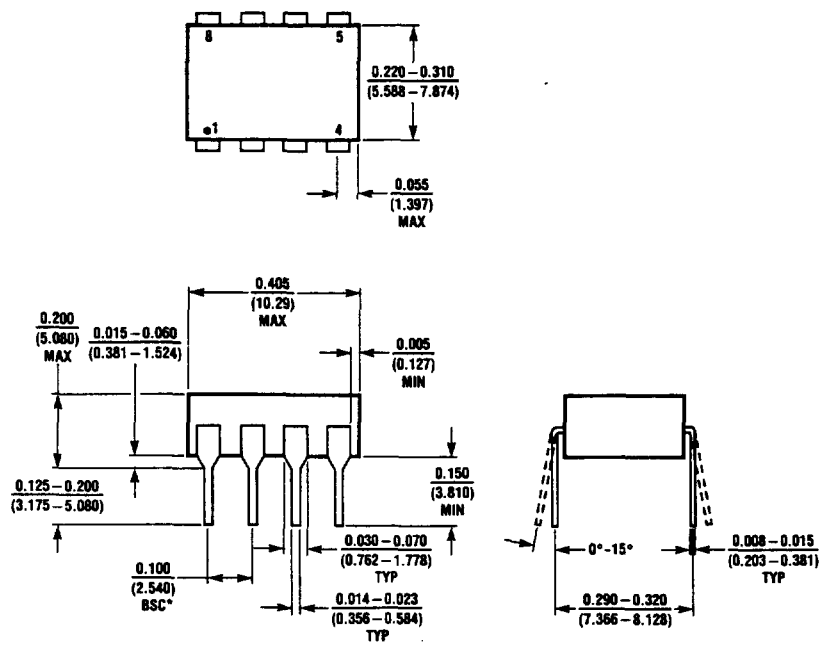 8 5
0.220 – 0.310
(5.588 – 7.874)
1 4
0.055
(1.397)
MAX
0.405
(10.29)
MAX
0.200
(5.080)
MAX
0.015 – 0.060
(0.381 – 1.524)
0.005
(0.127)
MIN
0.125 – 0.200
(3.175 – 5.080)
0.150
(3.810)
MIN
0.030 – 0.070
(0.762 – 1.778)
TYP
0.100
(2.540)
BSC*
0.014 – 0.023
(0.356 – 0.584)
TYP
0°-15°
0.008 – 0.015
(0.203 – 0.381)
TYP
0.290 – 0.320
(7.366 – 8.128)